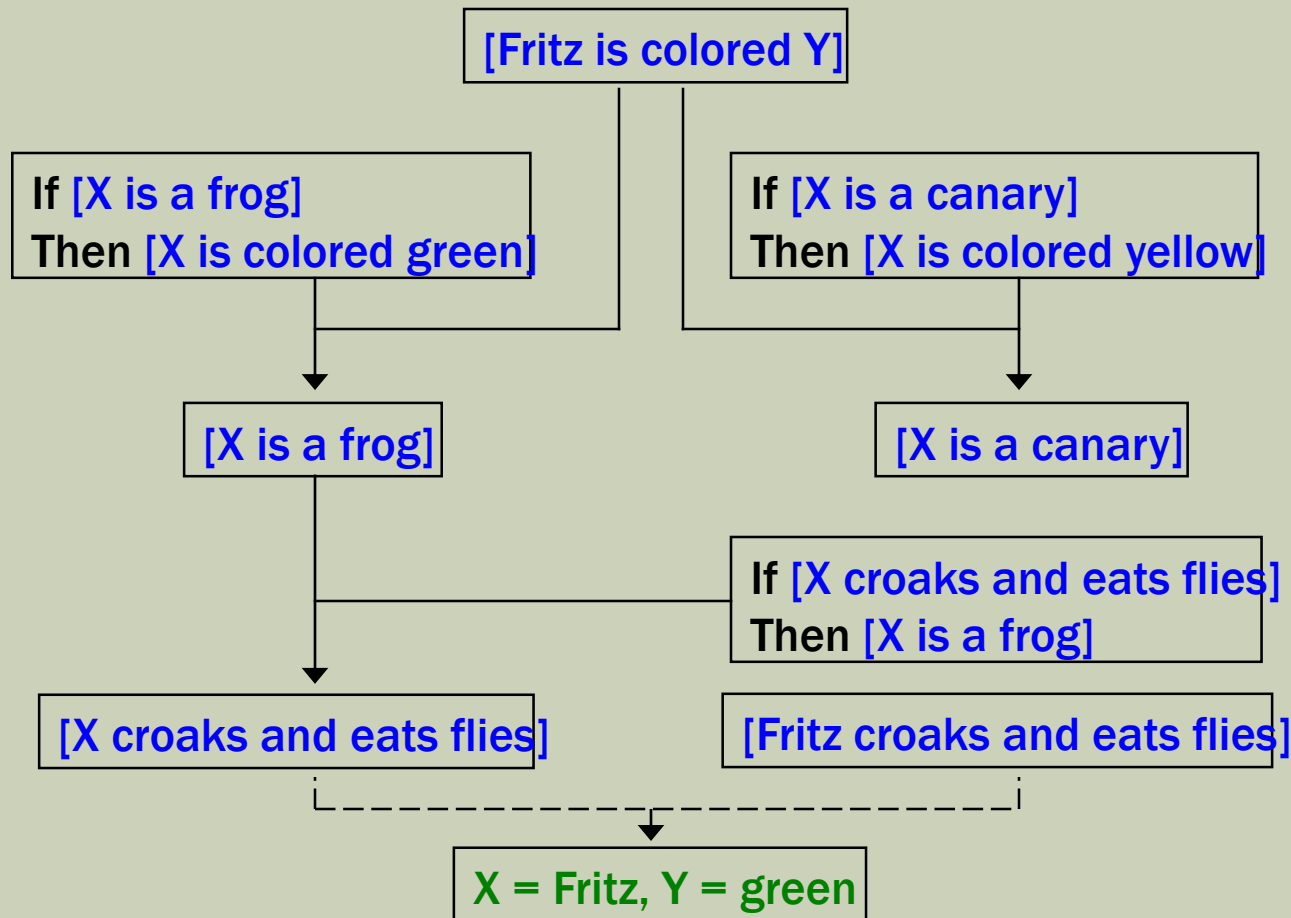 [Fritz is colored Y]
If [X is a frog]
Then [X is colored green]
If [X is a canary]
Then [X is colored yellow]
[X is a frog]
[X is a canary]
If [X croaks and eats flies]
Then [X is a frog]
[X croaks and eats flies]
[Fritz croaks and eats flies]
X = Fritz, Y = green